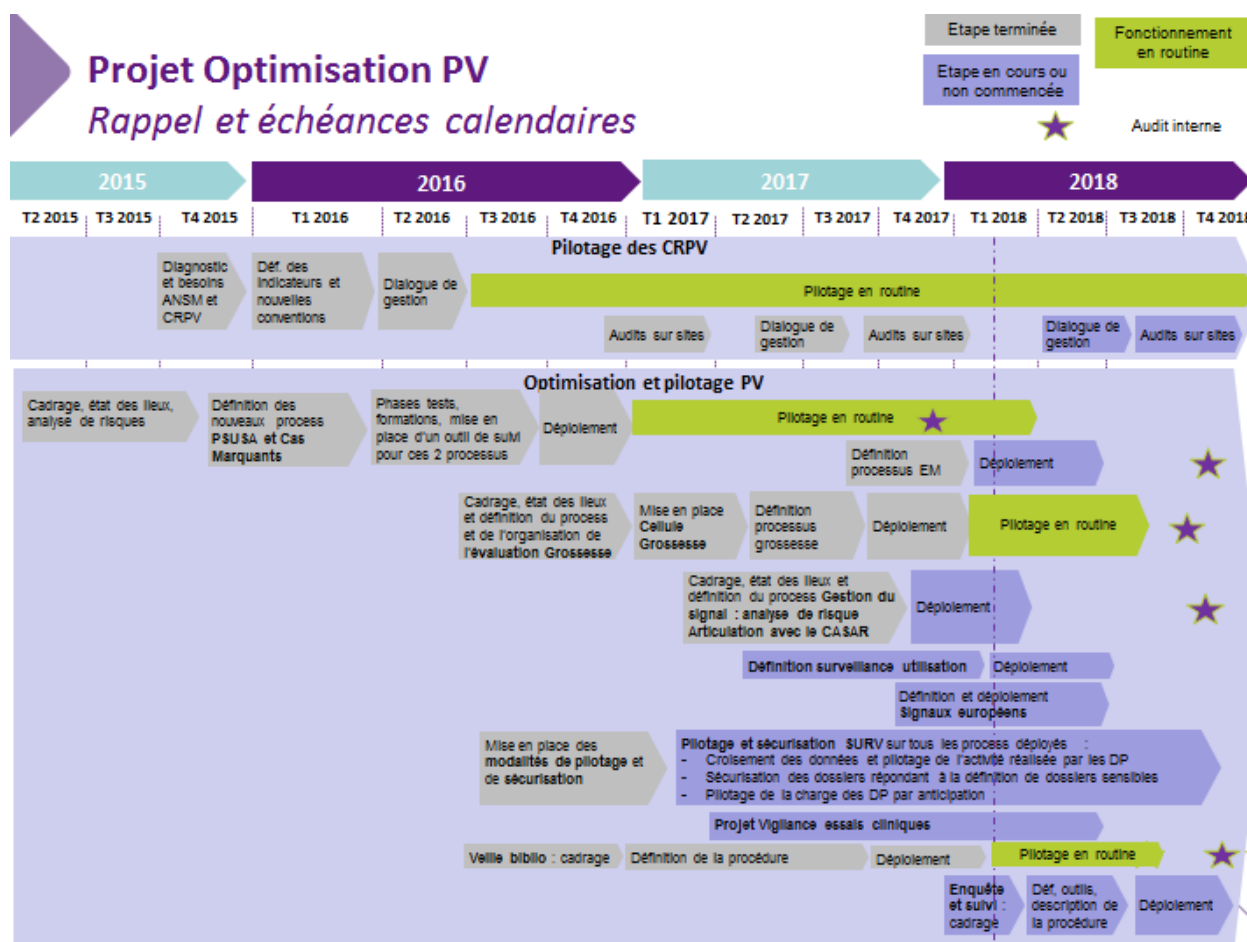 Projet Optimisation PV
Rappel et échéances calendaires
Etape terminée
Fonctionnement
en routine
Etape en cours ou
non commencée
Audit interne
2015
2016
2017
2018
T2 2015
T3 2015
T4 2015
T1 2016
T2 2016
T3 2016
T4 2016
T1 2017
T2 2017
T3 2017
T4 2017
T1 2018
T2 2018
T3 2018
T4 2018
Pilotage des CRPV
Diagnostic
et besoins
ANSM et
CRPV
Déf. des
indicateurs et
nouvelles
conventions
Dialogue de
gestion
Pilotage en routine
Audits sur sites
Dialogue de
gestion
Audits sur sites
Dialogue de
gestion
Audits sur sites
Optimisation et pilotage PV
Cadrage, état des lieux,
analyse de risques
Définition des
nouveaux process
PSUSA et Cas
Marquants
Phases tests,
formations, mise en
place d'un outil de suivi
pour ces 2 processus
Déploiement
Pilotage en routine
Définition
processus EM
Déploiement
Cadrage, état des lieux
et définition du process
et de l'organisation de
l'évaluation Grossesse
Mise en place
Cellule
Grossesse
Définition
processus
grossesse
Déploiement
Pilotage en routine
Cadrage, état des lieux et
définition du process Gestion du
signal : analyse de risque
Articulation avec le CASAR
Déploiement
Définition surveillance utilisation
Déploiement
Définition et déploiement
Signaux européens
Mise en place des
modalités de pilotage et
de sécurisation
Pilotage et sécurisation SURV sur tous les process déployés :
- Croisement des données et pilotage de l'activité réalisée par les DP
- Sécurisation des dossiers répondant à la définition de dossiers sensibles
- Pilotage de la charge des DP par anticipation
Projet Vigilance essais cliniques
Veille biblio : cadrage
Définition de la procédure
Déploiement
Pilotage en routine
Enquête
et suivi :
cadrage
Déf, outils,
description de
la procédure
Déploiement